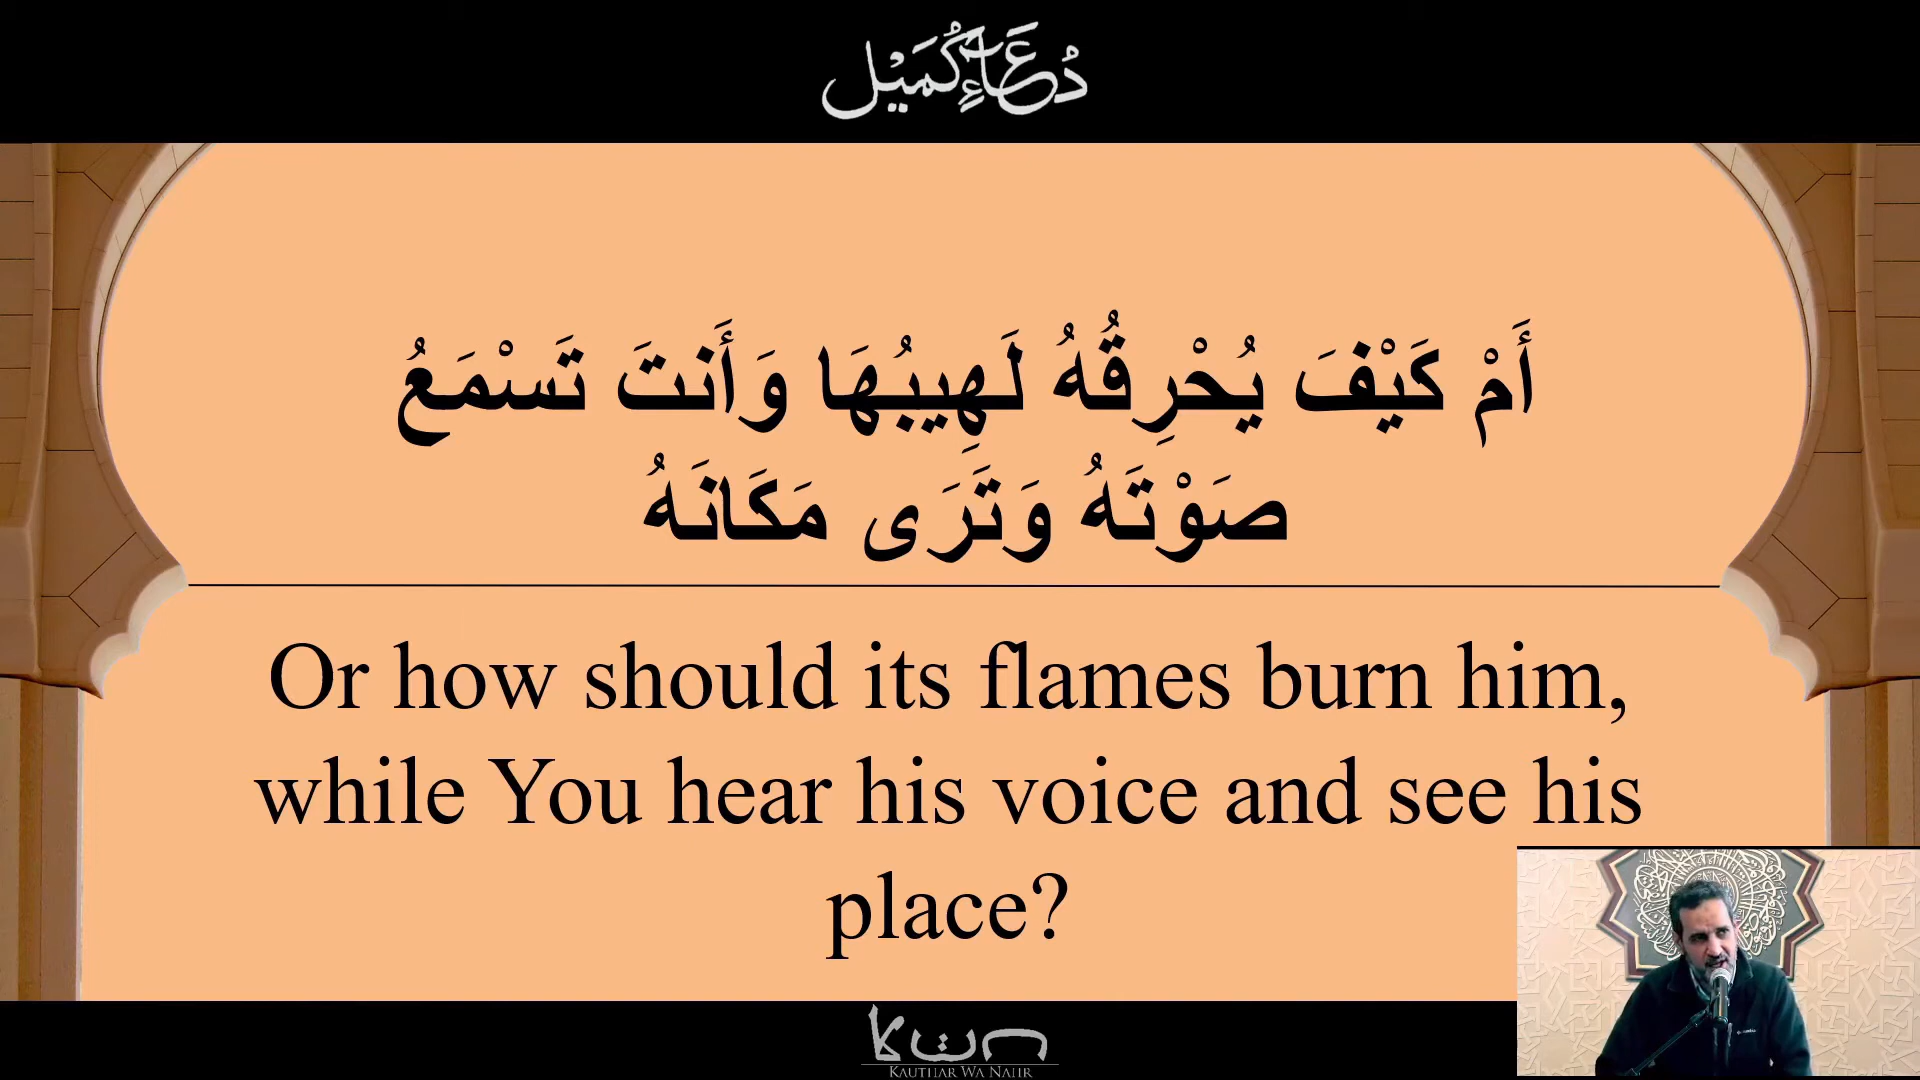 دُعَاءِ كُمَيْل
أَمْ كَيْفَ يُحْرِقُهُ لَهِيبُهَا وَأَنتَ تَسْمَعُ
صَوْتَهُ وَتَرَى مَكَانَهُ
Or how should its flames burn him,
while You hear his voice and see his
place?
KAUTHAR WA NAHR